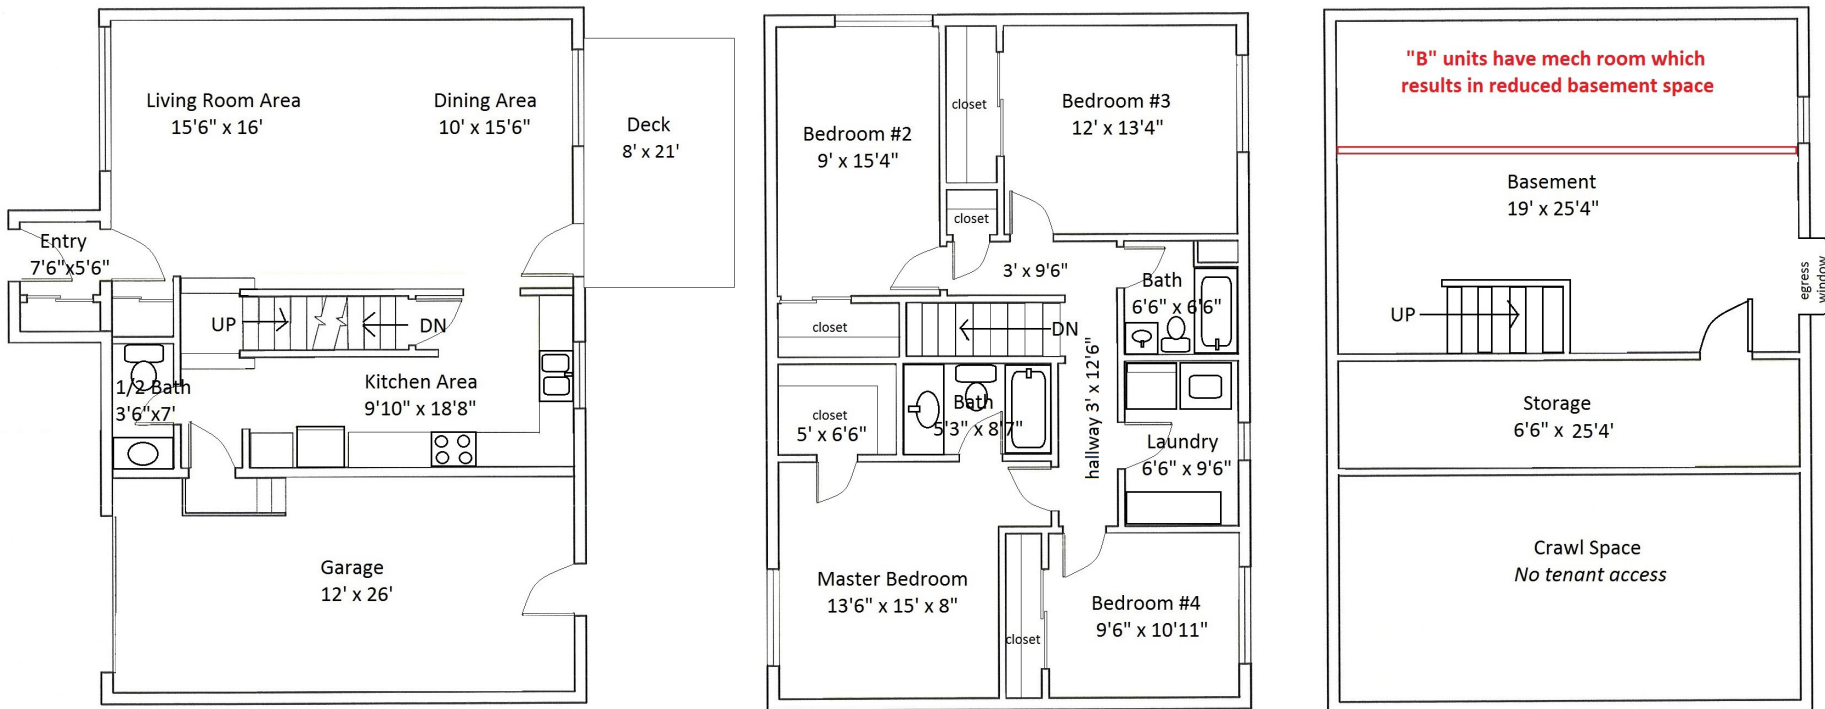 Living Room Area
15'6" x 16'
Dining Area
10' x 15'6"
Deck
8' x 21'
Entry
7'6"x5'6"
UP
DN
1/2 Bath
3'6"x7'
Kitchen Area
9'10" x 18'8"
Garage
12' x 26'
closet
Bedroom #3
12' x 13'4"
Bedroom #2
9' x 15'4"
closet
3' x 9'6"
Bath
6'6" x 6'6"
closet
DN
hallway 3' x 12'6"
closet
5' x 6'6"
Bath
5'3" x 8'7"
Laundry
6'6" x 9'6"
Master Bedroom
13'6" x 15' x 8"
closet
Bedroom #4
9'6" x 10'11"
"B" units have mech room which
results in reduced basement space
Basement
19' x 25'4"
egress
window
UP
Storage
6'6" x 25'4'
Crawl Space
No tenant access